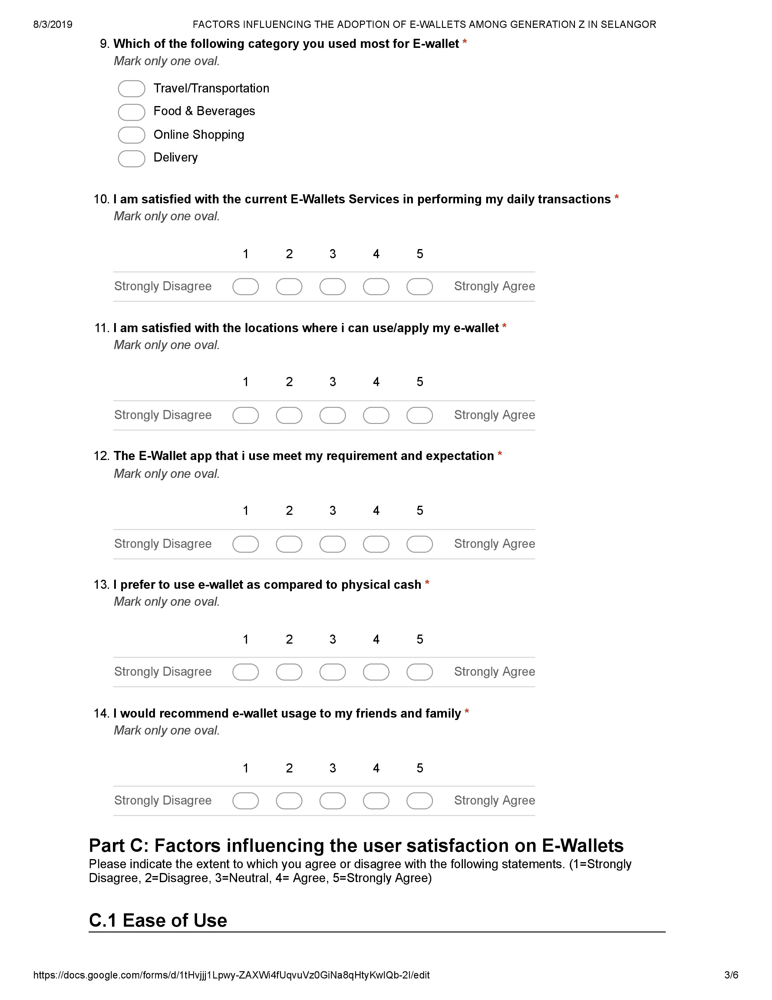 8/3/2019 FACTORS INFLUENCING THE ADOPTION OF E-WALLETS AMONG GENERATION Z IN SELANGOR
9. Which of the following category you used most for E-wallet *
Mark only one oval.
Travel/Transportation
Food & Beverages
Online Shopping
Delivery
10. I am satisfied with the current E-Wallets Services in performing my daily transactions *
Mark only one oval.
1 2 3 4 5
Strongly Disagree Strongly Agree
11. I am satisfied with the locations where i can use/apply my e-wallet *
Mark only one oval.
1 2 3 4 5
Strongly Disagree Strongly Agree
12. The E-Wallet app that i use meet my requirement and expectation *
Mark only one oval.
1 2 3 4 5
Strongly Disagree Strongly Agree
13. I prefer to use e-wallet as compared to physical cash *
Mark only one oval.
1 2 3 4 5
Strongly Disagree Strongly Agree
14. I would recommend e-wallet usage to my friends and family *
Mark only one oval.
1 2 3 4 5
Strongly Disagree Strongly Agree
Part C: Factors influencing the user satisfaction on E-Wallets
Please indicate the extent to which you agree or disagree with the following statements. (1=Strongly
Disagree, 2=Disagree, 3=Neutral, 4= Agree, 5=Strongly Agree)
C.1 Ease of Use
https://docs.google.com/forms/d/1tHvjjj1Lpwy-ZAXWi4fUqvuVz0GiNa8qHtyKwIQb-2I/edit 3/6